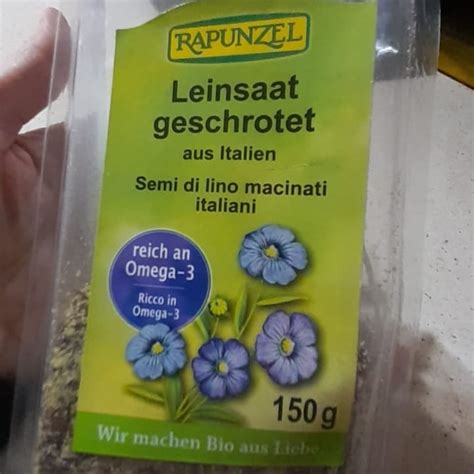 RAPUNZEL
Leinsaat
geschrotet
aus Italien
Semi di lino macinati
italiani
reich an
Omega-3
Ricco in
Omega-3
150g
Wir machen Bio aus Liebe.